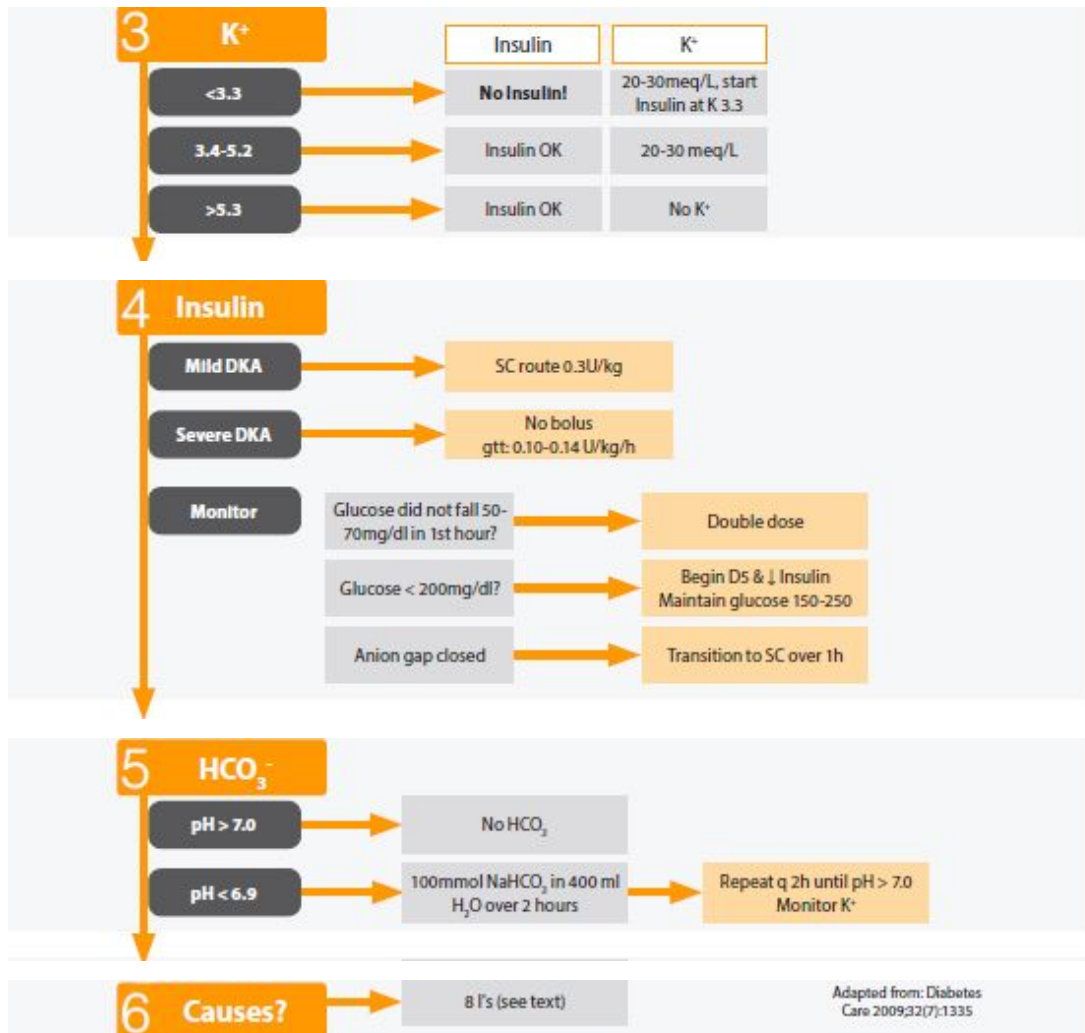 3 K⁺
Insulin K⁺
<3.3 No Insulin! 20-30meq/L, start
Insulin at K 3.3
3.4-5.2 Insulin OK 20-30 meq/L
>5.3 Insulin OK No K⁺
4 Insulin
Mild DKA SC route 0.3U/kg
Severe DKA No bolus
gtt: 0.10-0.14 U/kg/h
Monitor Glucose did not fall 50-
70mg/dl in 1st hour? Double dose
Glucose < 200mg/dl? Begin D5 & ↓ Insulin
Maintain glucose 150-250
Anion gap closed Transition to SC over 1h
5 HCO₃⁻
pH > 7.0 No HCO₃
pH < 6.9 100mmol NaHCO₃ in 400 ml
H₂O over 2 hours Repeat q 2h until pH > 7.0
Monitor K⁺
6 Causes? 8 I's (see text)
Adapted from: Diabetes
Care 2009;32(7):1335